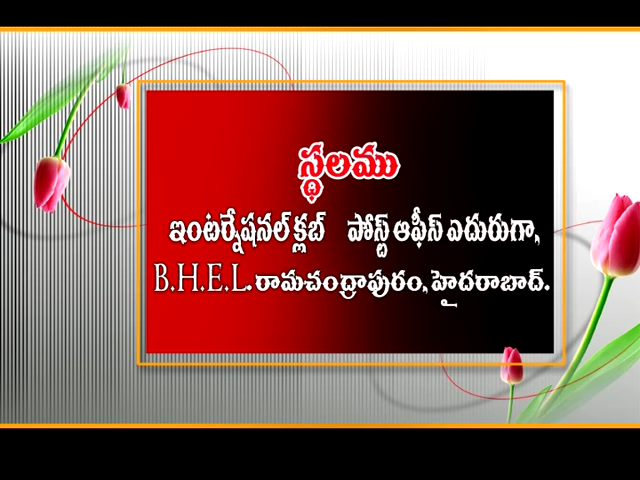 స్థలము
ఇంటర్నేషనల్ క్లబ్ పోస్ట్ ఆఫీస్ ఎదురుగా,
B.H.E.L. రామచంద్రాపురం, హైదరాబాద్.